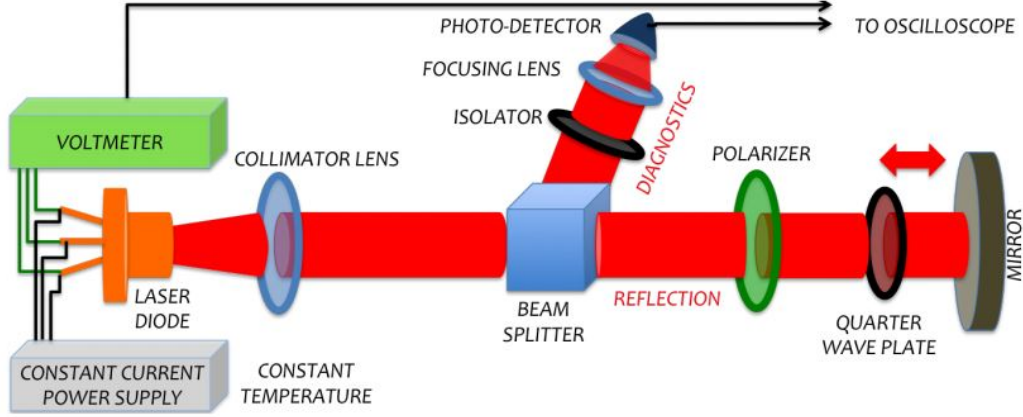 PHOTO-DETECTOR
TO OSCILLOSCOPE
FOCUSING LENS
ISOLATOR
DIAGNOSTICS
VOLTMETER
COLLIMATOR LENS
POLARIZER
MIRROR
LASER
DIODE
BEAM
SPLITTER
REFLECTION
QUARTER
WAVE PLATE
CONSTANT CURRENT
POWER SUPPLY
CONSTANT
TEMPERATURE